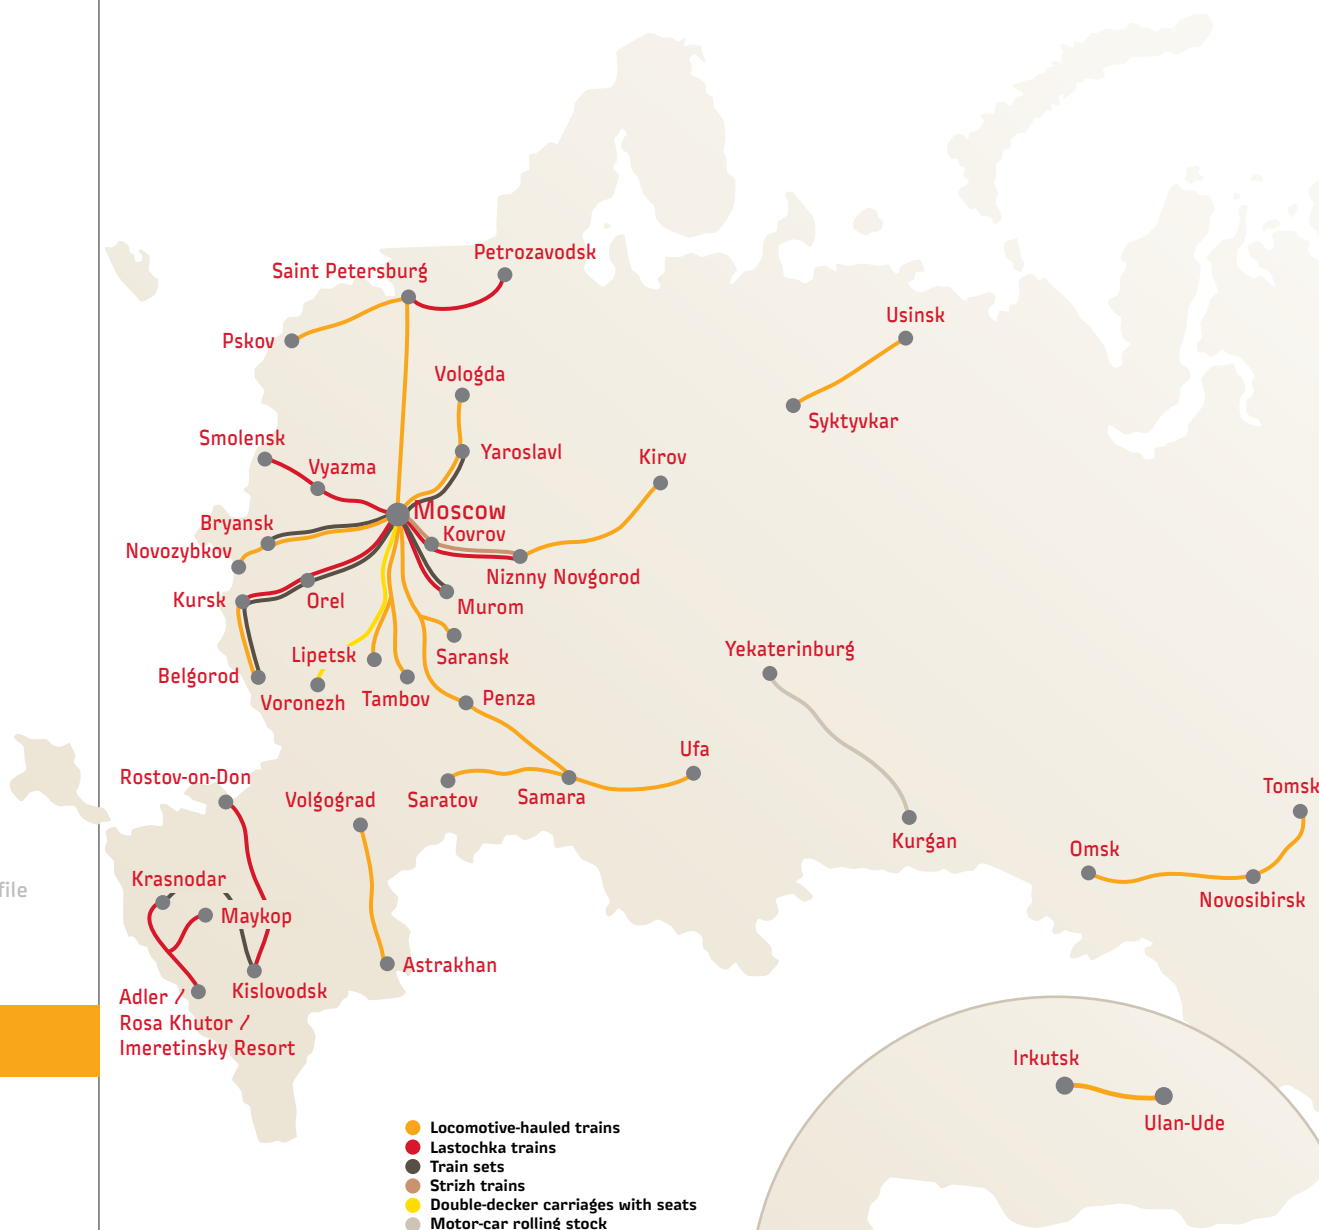 Petrozavodsk
Saint Petersburg
Usinsk
Pskov
Vologda
Syktyvkar
Smolensk
Yaroslavl
Kirov
Vyazma
Moscow
Bryansk
Kovrov
Novozybkov
Niznny Novgorod
Kursk
Orel
Murom
Lipetsk
Saransk
Yekaterinburg
Belgorod
Voronezh
Tambov
Penza
Ufa
Rostov-on-Don
Volgograd
Saratov
Samara
Tomsk
Kurgan
Omsk
Krasnodar
file
Novosibirsk
Maykop
Astrakhan
Kislovodsk
Adler /
Rosa Khutor /
Imeretinsky Resort
Irkutsk
Ulan-Ude
Locomotive-hauled trains
Lastochka trains
Train sets
Strizh trains
Double-decker carriages with seats
Motor-car rolling stock